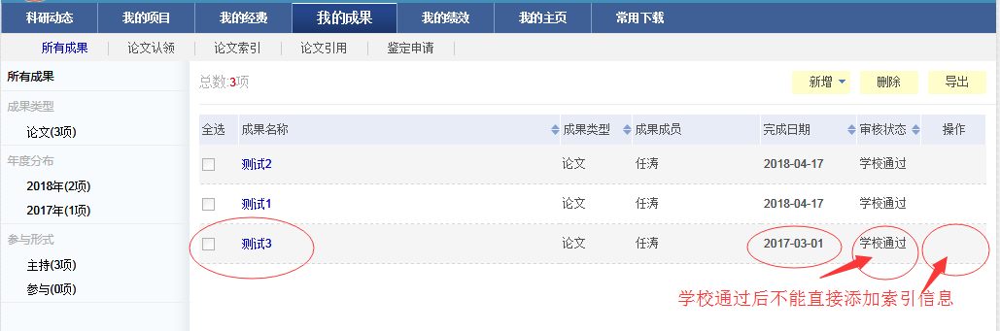 科研动态 我的项目 我的经费 我的成果 我的绩效 我的主页 常用下载
所有成果 论文认领 论文索引 论文引用 鉴定申请
所有成果
成果类型
论文(3项)
年度分布
2018年(2项)
2017年(1项)
参与形式
主持(3项)
参与(0项)
总数:3项 新增 删除 导出
全选 成果名称 成果类型 成果成员 完成日期 审核状态 操作
测试2 论文 任涛 2018-04-17 学校通过
测试1 论文 任涛 2018-04-17 学校通过
测试3 论文 任涛 2017-03-01 学校通过
学校通过后不能直接添加索引信息